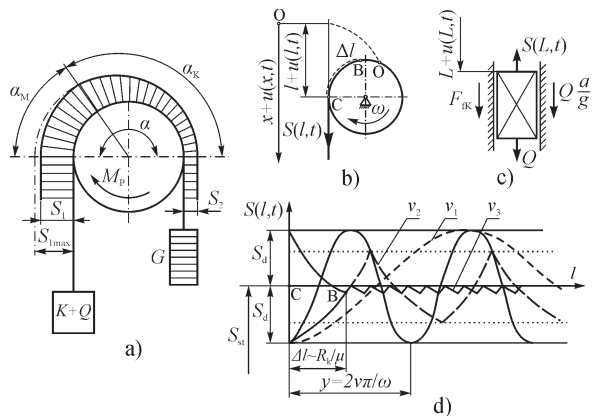 α_M
α_K
α
M_P
S_1
S_1max
S_2
G
K+Q
a)
O
x+u(x,t)
l+u(l,t)
Δl
B
O
C
ω
S(l,t)
b)
L+u(L,t)
S(L,t)
F_fK
Q a/g
Q
c)
S(l,t)
v_2
v_1
v_3
S_d
l
C
B
S_d
S_st
Δl~R_k/μ
y=2vπ/ω
d)